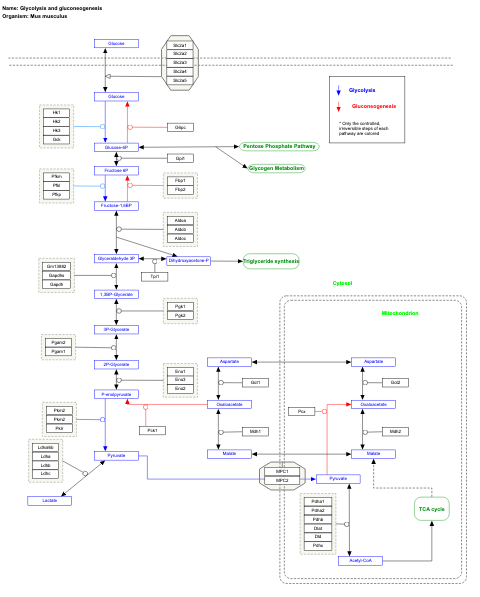 Name: Glycolysis and gluconeogenesis
Organism: Mus musculus
Glucose
Slc2a1
Slc2a2
Slc2a3
Slc2a4
Slc2a5
Glucose
Glycolysis
Gluconeogenesis
* Only the controlled,
irreversible steps of each
pathway are colored
Hk1
Hk2
Hk3
Gck
G6pc
Glucose-6P
Pentose Phosphate Pathway
Gpi1
Glycogen Metabolism
Fructose-6P
Pfkm
Pfkl
Pfkp
Fbp1
Fbp2
Fructose-1,6BP
Aldoa
Aldob
Aldoc
Glyceraldehyde 3P
Dihydroxyacetone-P
Triglyceride synthesis
Tpi1
Gm13882
Gapdhs
Gapdh
Cytosol
1,3BP-Glycerate
Pgk1
Pgk2
Mitochondrion
3P-Glycerate
Pgam2
Pgam1
2P-Glycerate
Aspartate
Aspartate
Eno1
Eno3
Eno2
Got1
Got2
P-enolpyruvate
Oxaloacetate
Oxaloacetate
Pcx
Pkm2
Pklr
Pck1
Mdh1
Mdh2
Pyruvate
Malate
Malate
Ldha
Ldhb
Ldhc
MPC1
MPC2
Pyruvate
Lactate
Pdha1
Pdha2
Pdhb
Dlat
Dld
Pdhx
TCA cycle
Acetyl-CoA